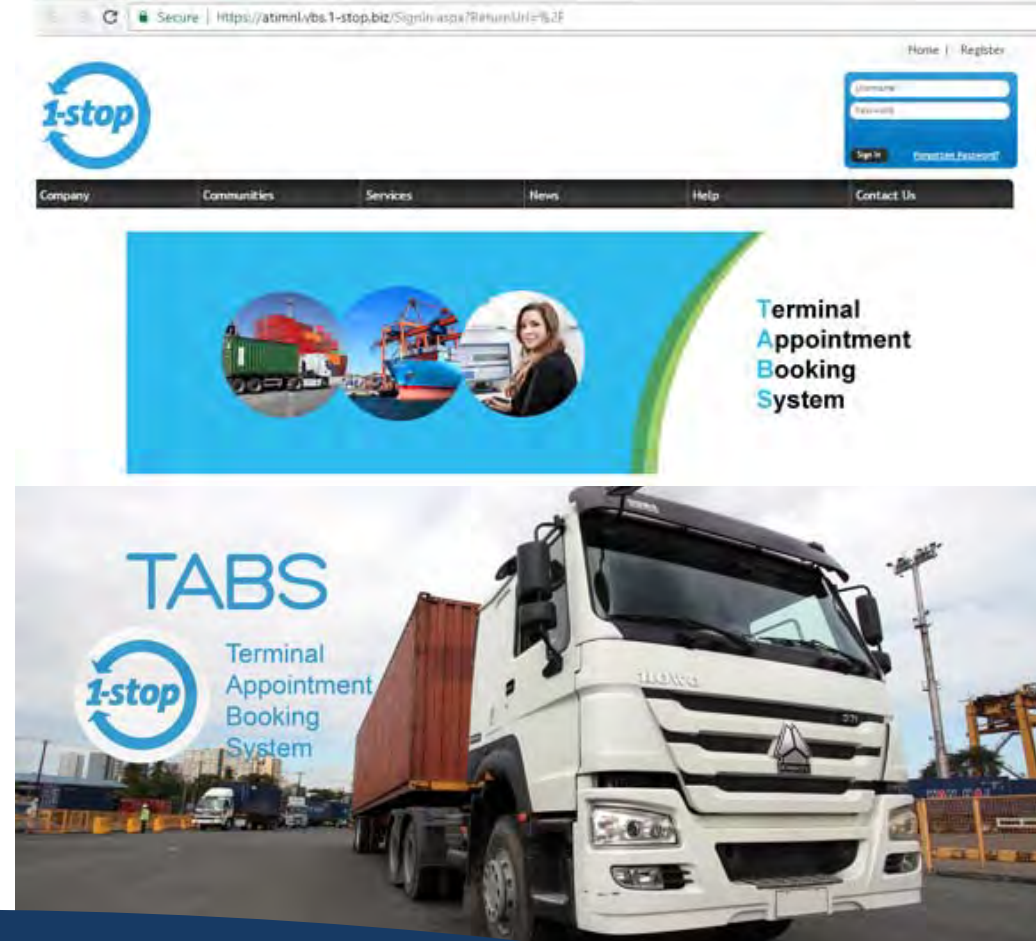 Secure | https://atimnl.vbs.1-stop.biz/Signin.aspx?ReturnUrl=%2F
Home | Register
1-stop
Username
Password
Sign In Forgotten Password?
Company Communities Services News Help Contact Us
Terminal
Appointment
Booking
System
TABS
1-stop
Terminal
Appointment
Booking
System
HOWO
371